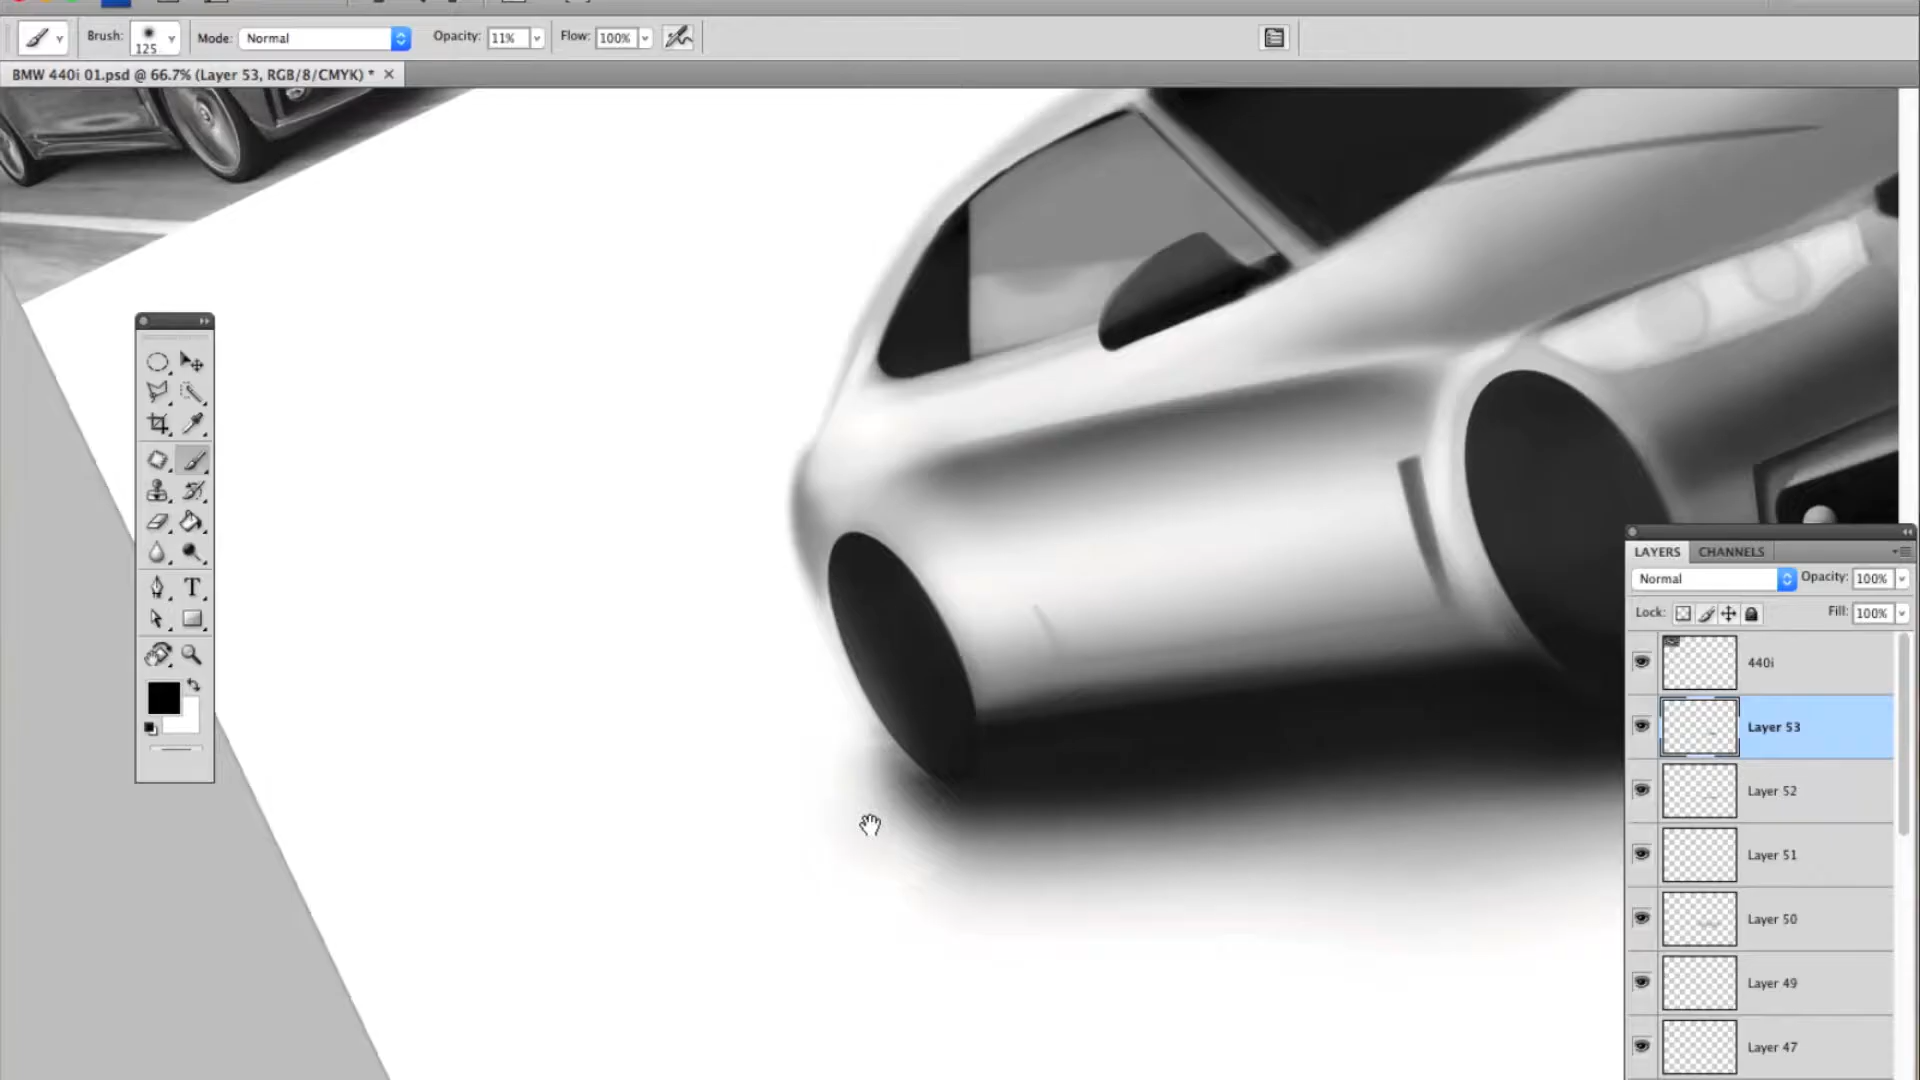 Brush: 125 Mode: Normal Opacity: 11% Flow: 100%
BMW 440i 01.psd @ 66.7% (Layer 53, RGB/8/CMYK) *
LAYERS CHANNELS
Normal Opacity: 100%
Lock: Fill: 100%
440i
Layer 53
Layer 52
Layer 51
Layer 50
Layer 49
Layer 47